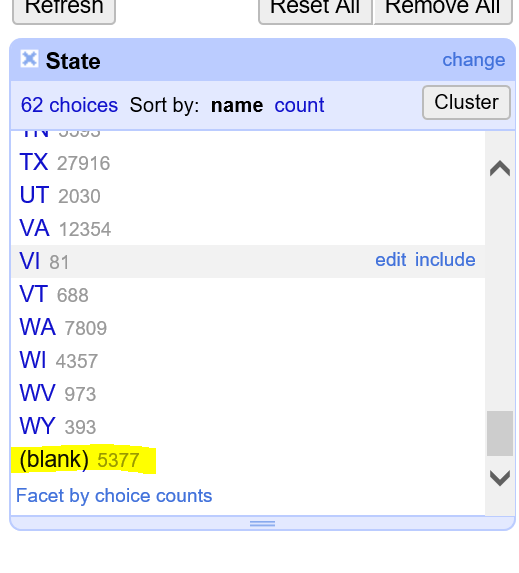 Refresh Reset All Remove All
State change
62 choices Sort by: name count Cluster
TN 5595
TX 27916
UT 2030
VA 12354
VI 81 edit include
VT 688
WA 7809
WI 4357
WV 973
WY 393
(blank) 5377
Facet by choice counts